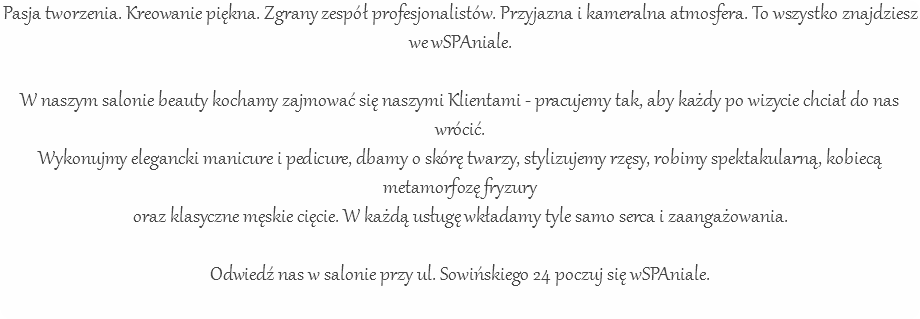 Pasja tworzenia. Kreowanie piękna. Zgrany zespół profesjonalistów. Przyjazna i kameralna atmosfera. To wszystko znajdziesz
we wSPAniale.
W naszym salonie beauty kochamy zajmować się naszymi Klientami - pracujemy tak, aby każdy po wizycie chciał do nas
wrócić.
Wykonujmy elegancki manicure i pedicure, dbamy o skórę twarzy, stylizujemy rzęsy, robimy spektakularną, kobiecą
metamorfozę fryzury
oraz klasyczne męskie cięcie. W każdą usługę wkładamy tyle samo serca i zaangażowania.
Odwiedź nas w salonie przy ul. Sowińskiego 24 poczuj się wSPAniale.